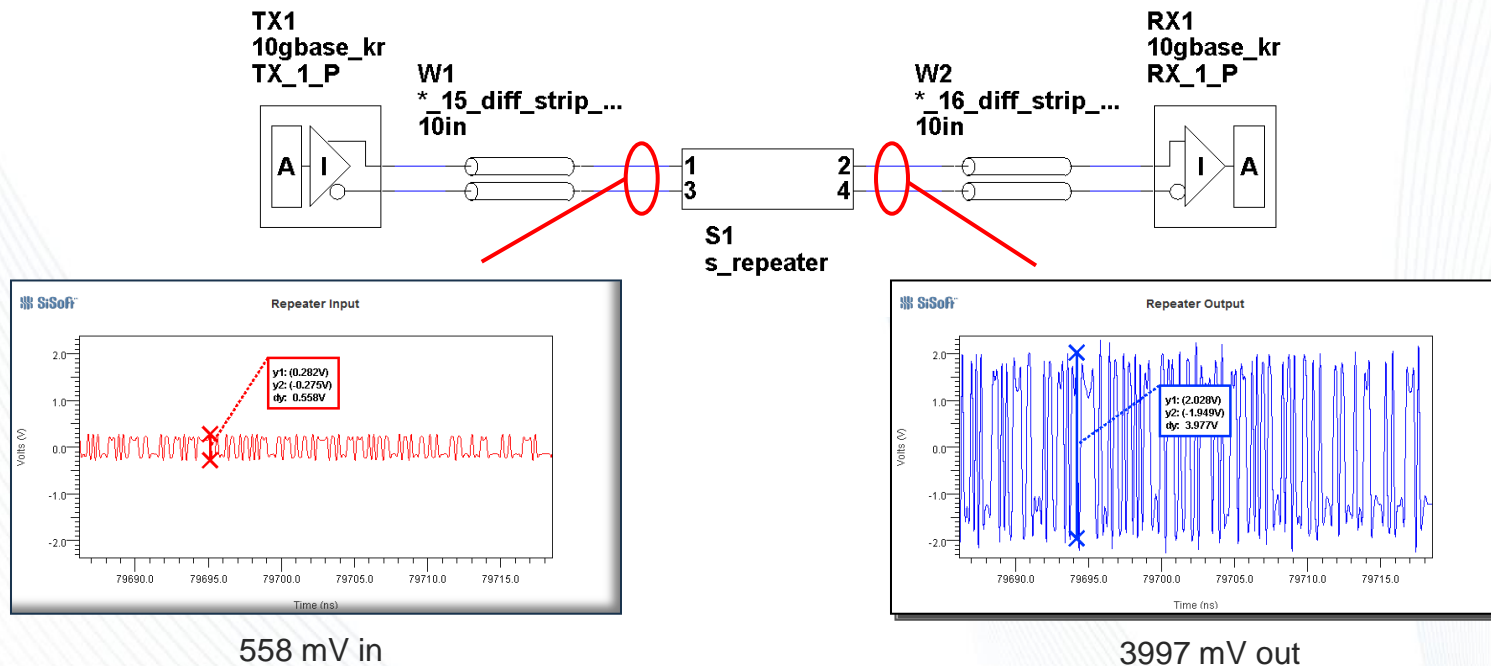 TX1
10gbase_kr
TX_1_P
W1
*_15_diff_strip_...
10in
W2
*_16_diff_strip_...
10in
RX1
10gbase_kr
RX_1_P
A
I
1
3
2
4
I
A
S1
s_repeater
SiSoft™
Repeater Input
2.0
1.0
0.0
-1.0
-2.0
Volts (V)
y1: (0.282V)
y2: (-0.275V)
dy: 0.558V
79690.0 79695.0 79700.0 79705.0 79710.0 79715.0
Time (ns)
558 mV in
SiSoft™
Repeater Output
2.0
1.0
0.0
-1.0
-2.0
Volts (V)
y1: (2.028V)
y2: (-1.949V)
dy: 3.977V
79690.0 79695.0 79700.0 79705.0 79710.0 79715.0
Time (ns)
3997 mV out